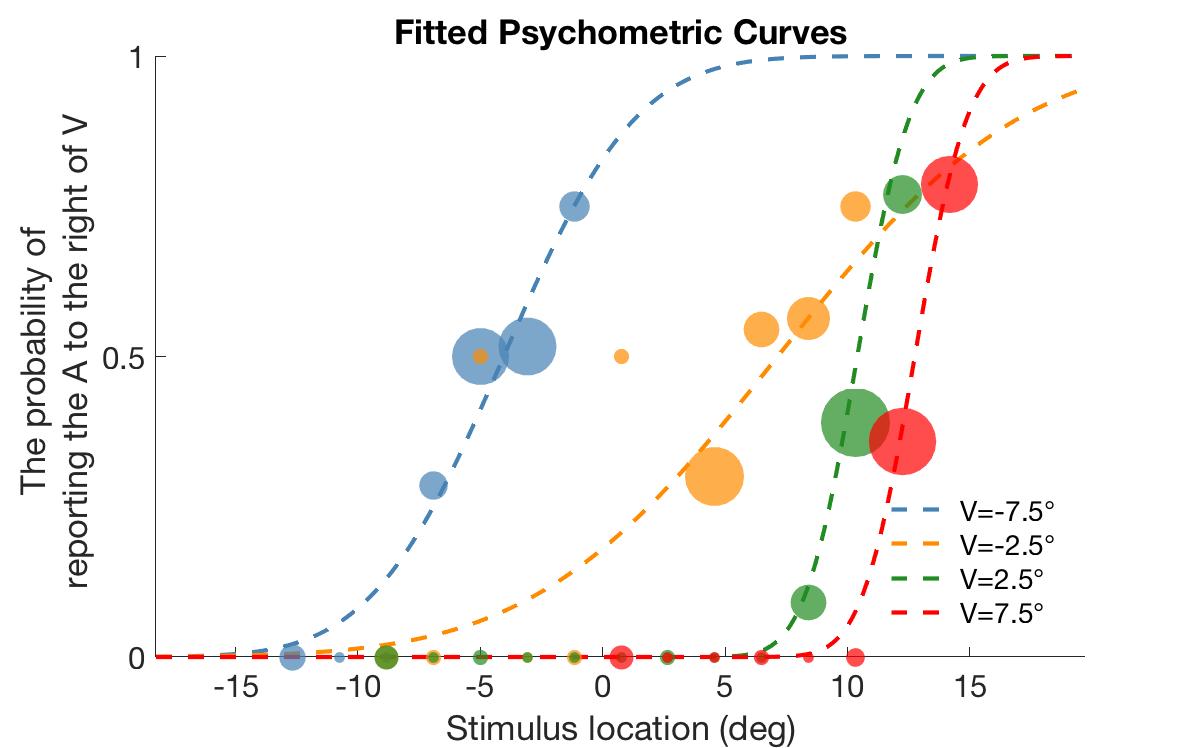 Fitted Psychometric Curves
The probability of
reporting the A to the right of V
1
0.5
0
-15
-10
-5
0
5
10
15
Stimulus location (deg)
V=-7.5°
V=-2.5°
V=2.5°
V=7.5°